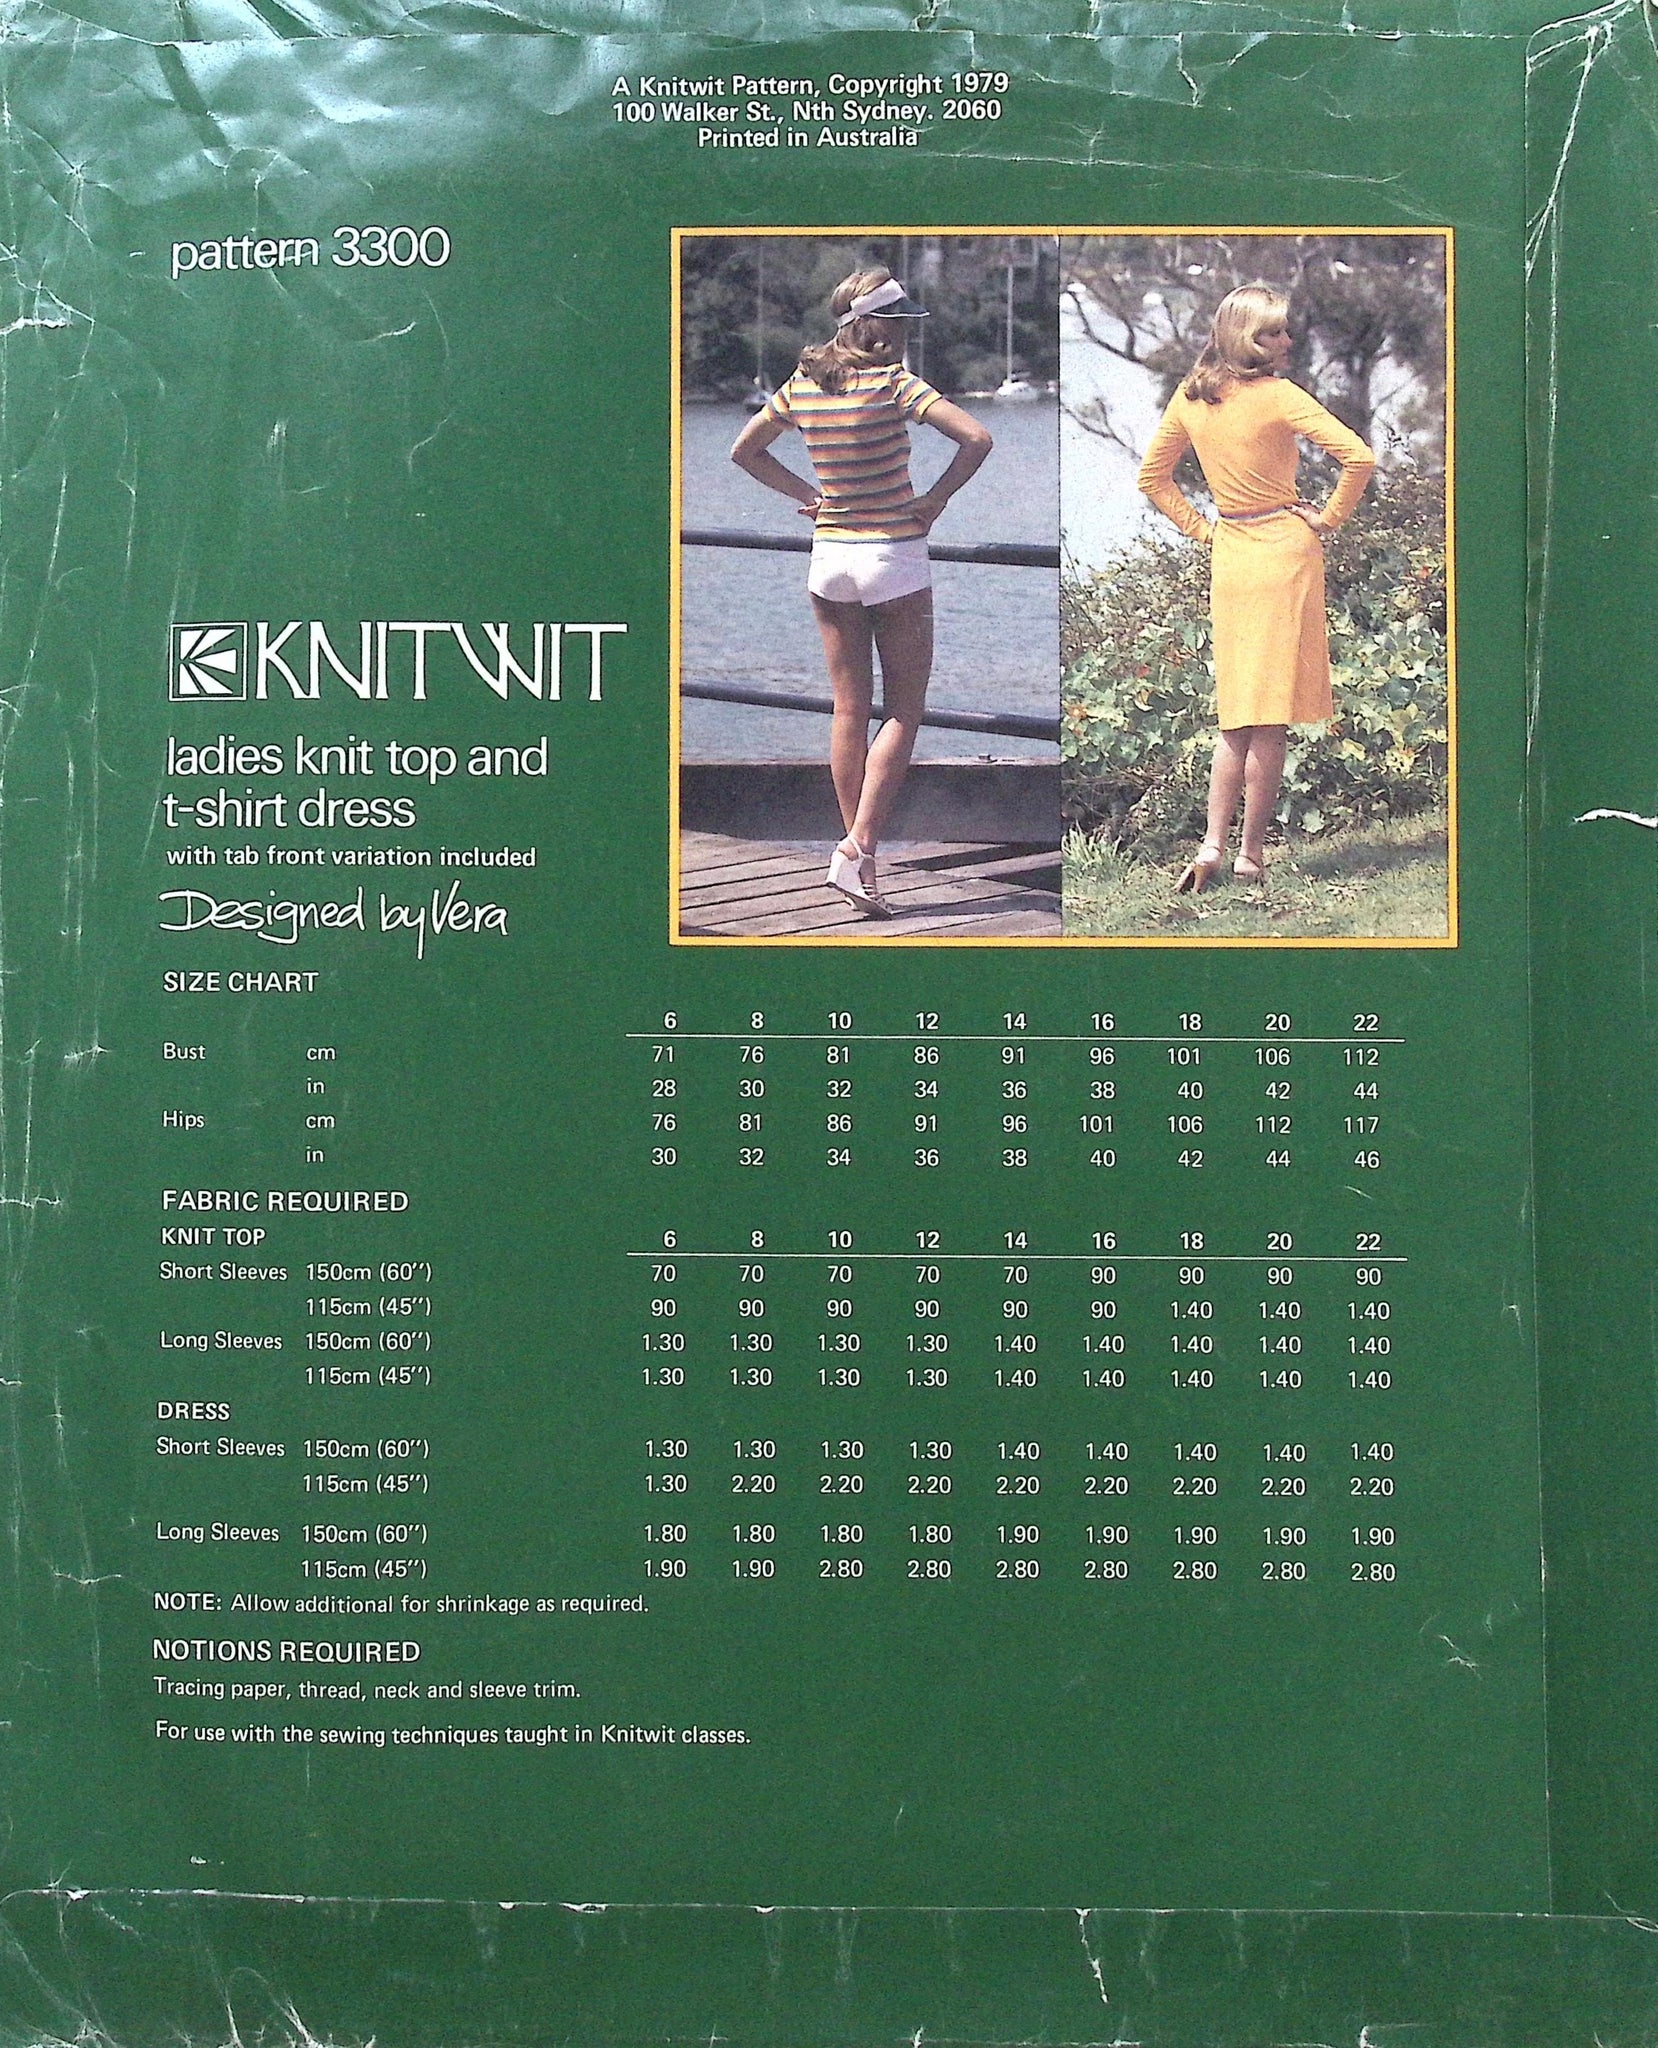 A Knitwit Pattern, Copyright 1979
100 Walker St., Nth Sydney. 2060
Printed in Australia
pattern 3300
KNITWIT
ladies knit top and
t-shirt dress
with tab front variation included
Designed by Vera
SIZE CHART
6 8 10 12 14 16 18 20 22
Bust cm 71 76 81 86 91 96 101 106 112
in 28 30 32 34 36 38 40 42 44
Hips cm 76 81 86 91 96 101 106 112 117
in 30 32 34 36 38 40 42 44 46
FABRIC REQUIRED
KNIT TOP 6 8 10 12 14 16 18 20 22
Short Sleeves 150cm (60″) 70 70 70 70 70 90 90 90 90
115cm (45″) 90 90 90 90 90 90 1.40 1.40 1.40
Long Sleeves 150cm (60″) 1.30 1.30 1.30 1.30 1.40 1.40 1.40 1.40 1.40
115cm (45″) 1.30 1.30 1.30 1.30 1.40 1.40 1.40 1.40 1.40
DRESS
Short Sleeves 150cm (60″) 1.30 1.30 1.30 1.30 1.40 1.40 1.40 1.40 1.40
115cm (45″) 1.30 2.20 2.20 2.20 2.20 2.20 2.20 2.20 2.20
Long Sleeves 150cm (60″) 1.80 1.80 1.80 1.80 1.90 1.90 1.90 1.90 1.90
115cm (45″) 1.90 1.90 2.80 2.80 2.80 2.80 2.80 2.80 2.80
NOTE: Allow additional for shrinkage as required.
NOTIONS REQUIRED
Tracing paper, thread, neck and sleeve trim.
For use with the sewing techniques taught in Knitwit classes.